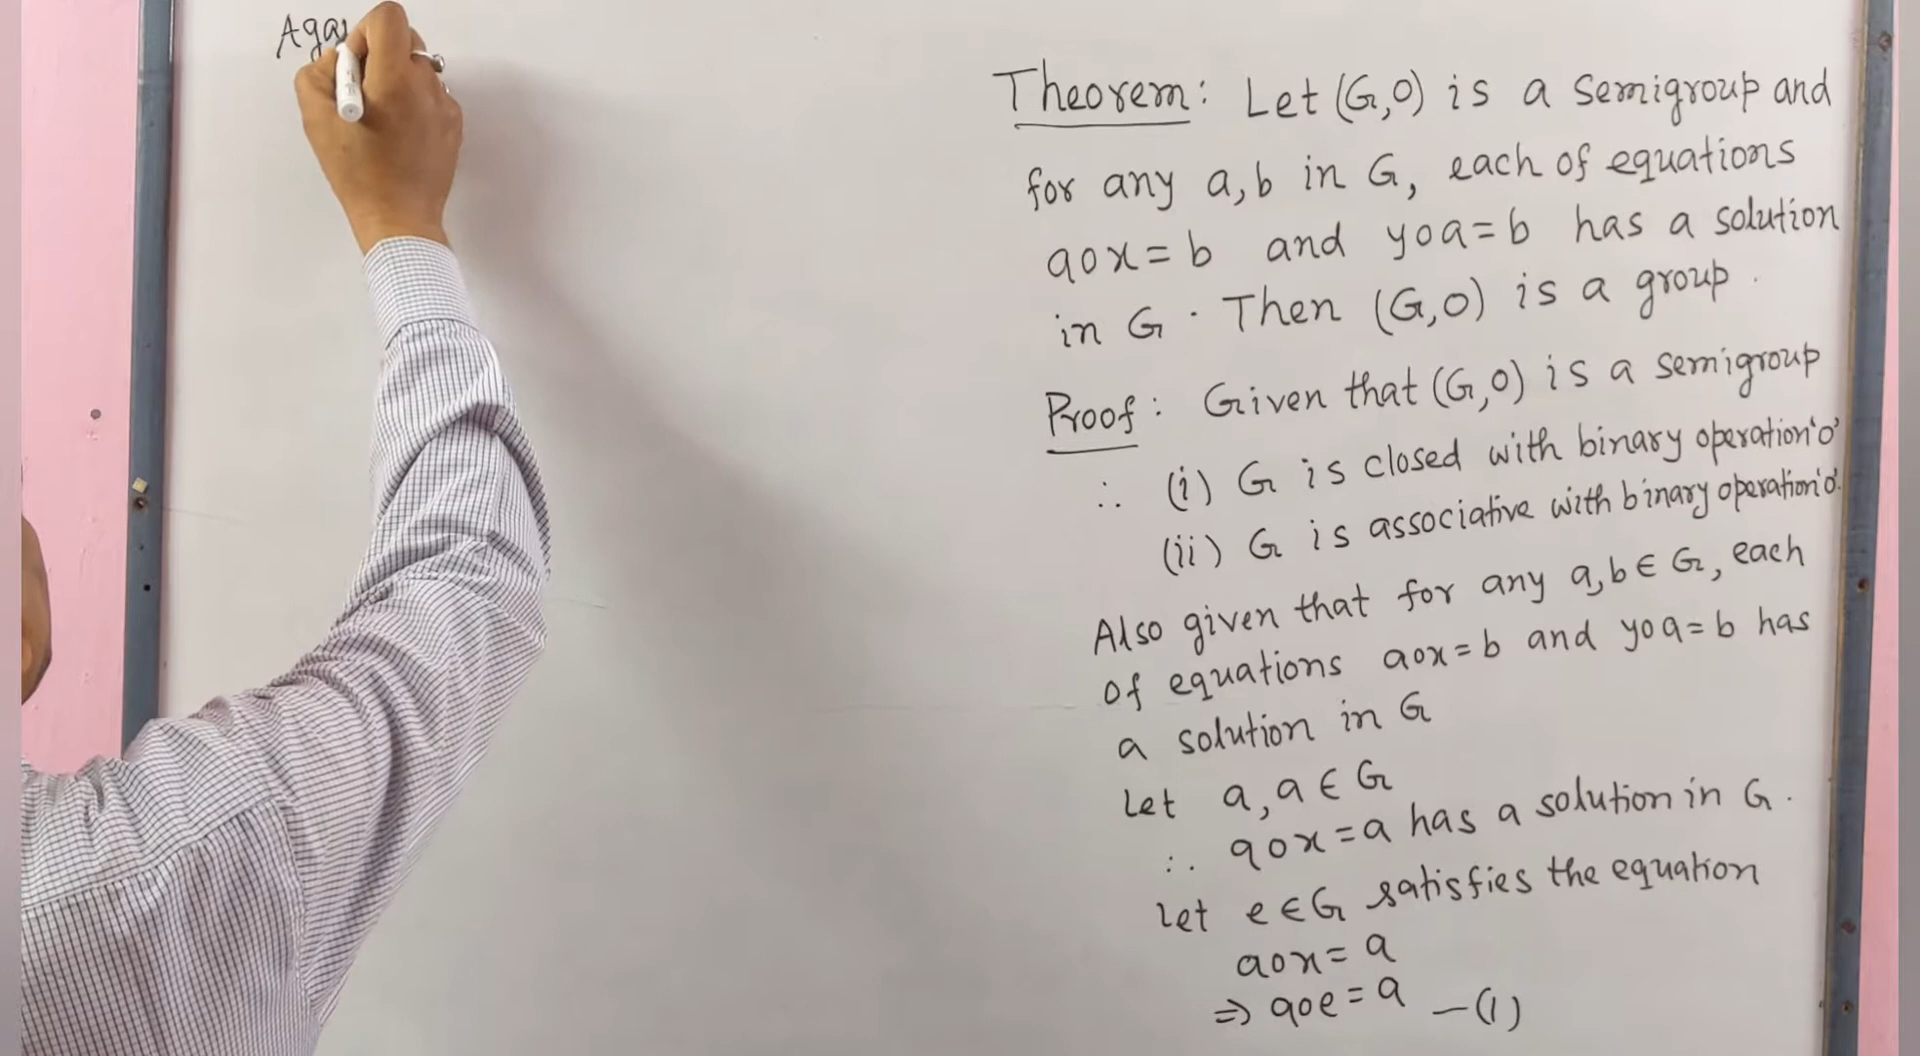 Theorem: Let (G,o) is a semigroup and
for any a,b in G, each of equations
aox=b and yoa=b has a solution
in G. Then (G,o) is a group.
Proof: Given that (G,o) is a semigroup
∴ (i) G is closed with binary operation 'o'
(ii) G is associative with binary operation 'o'.
Also given that for any a,b∈G, each
of equations aox=b and yoa=b has
a solution in G
Let a,a∈G
∴ aox=a has a solution in G.
Let e∈G satisfies the equation
aox=a
⇒ aoe=a —(1)